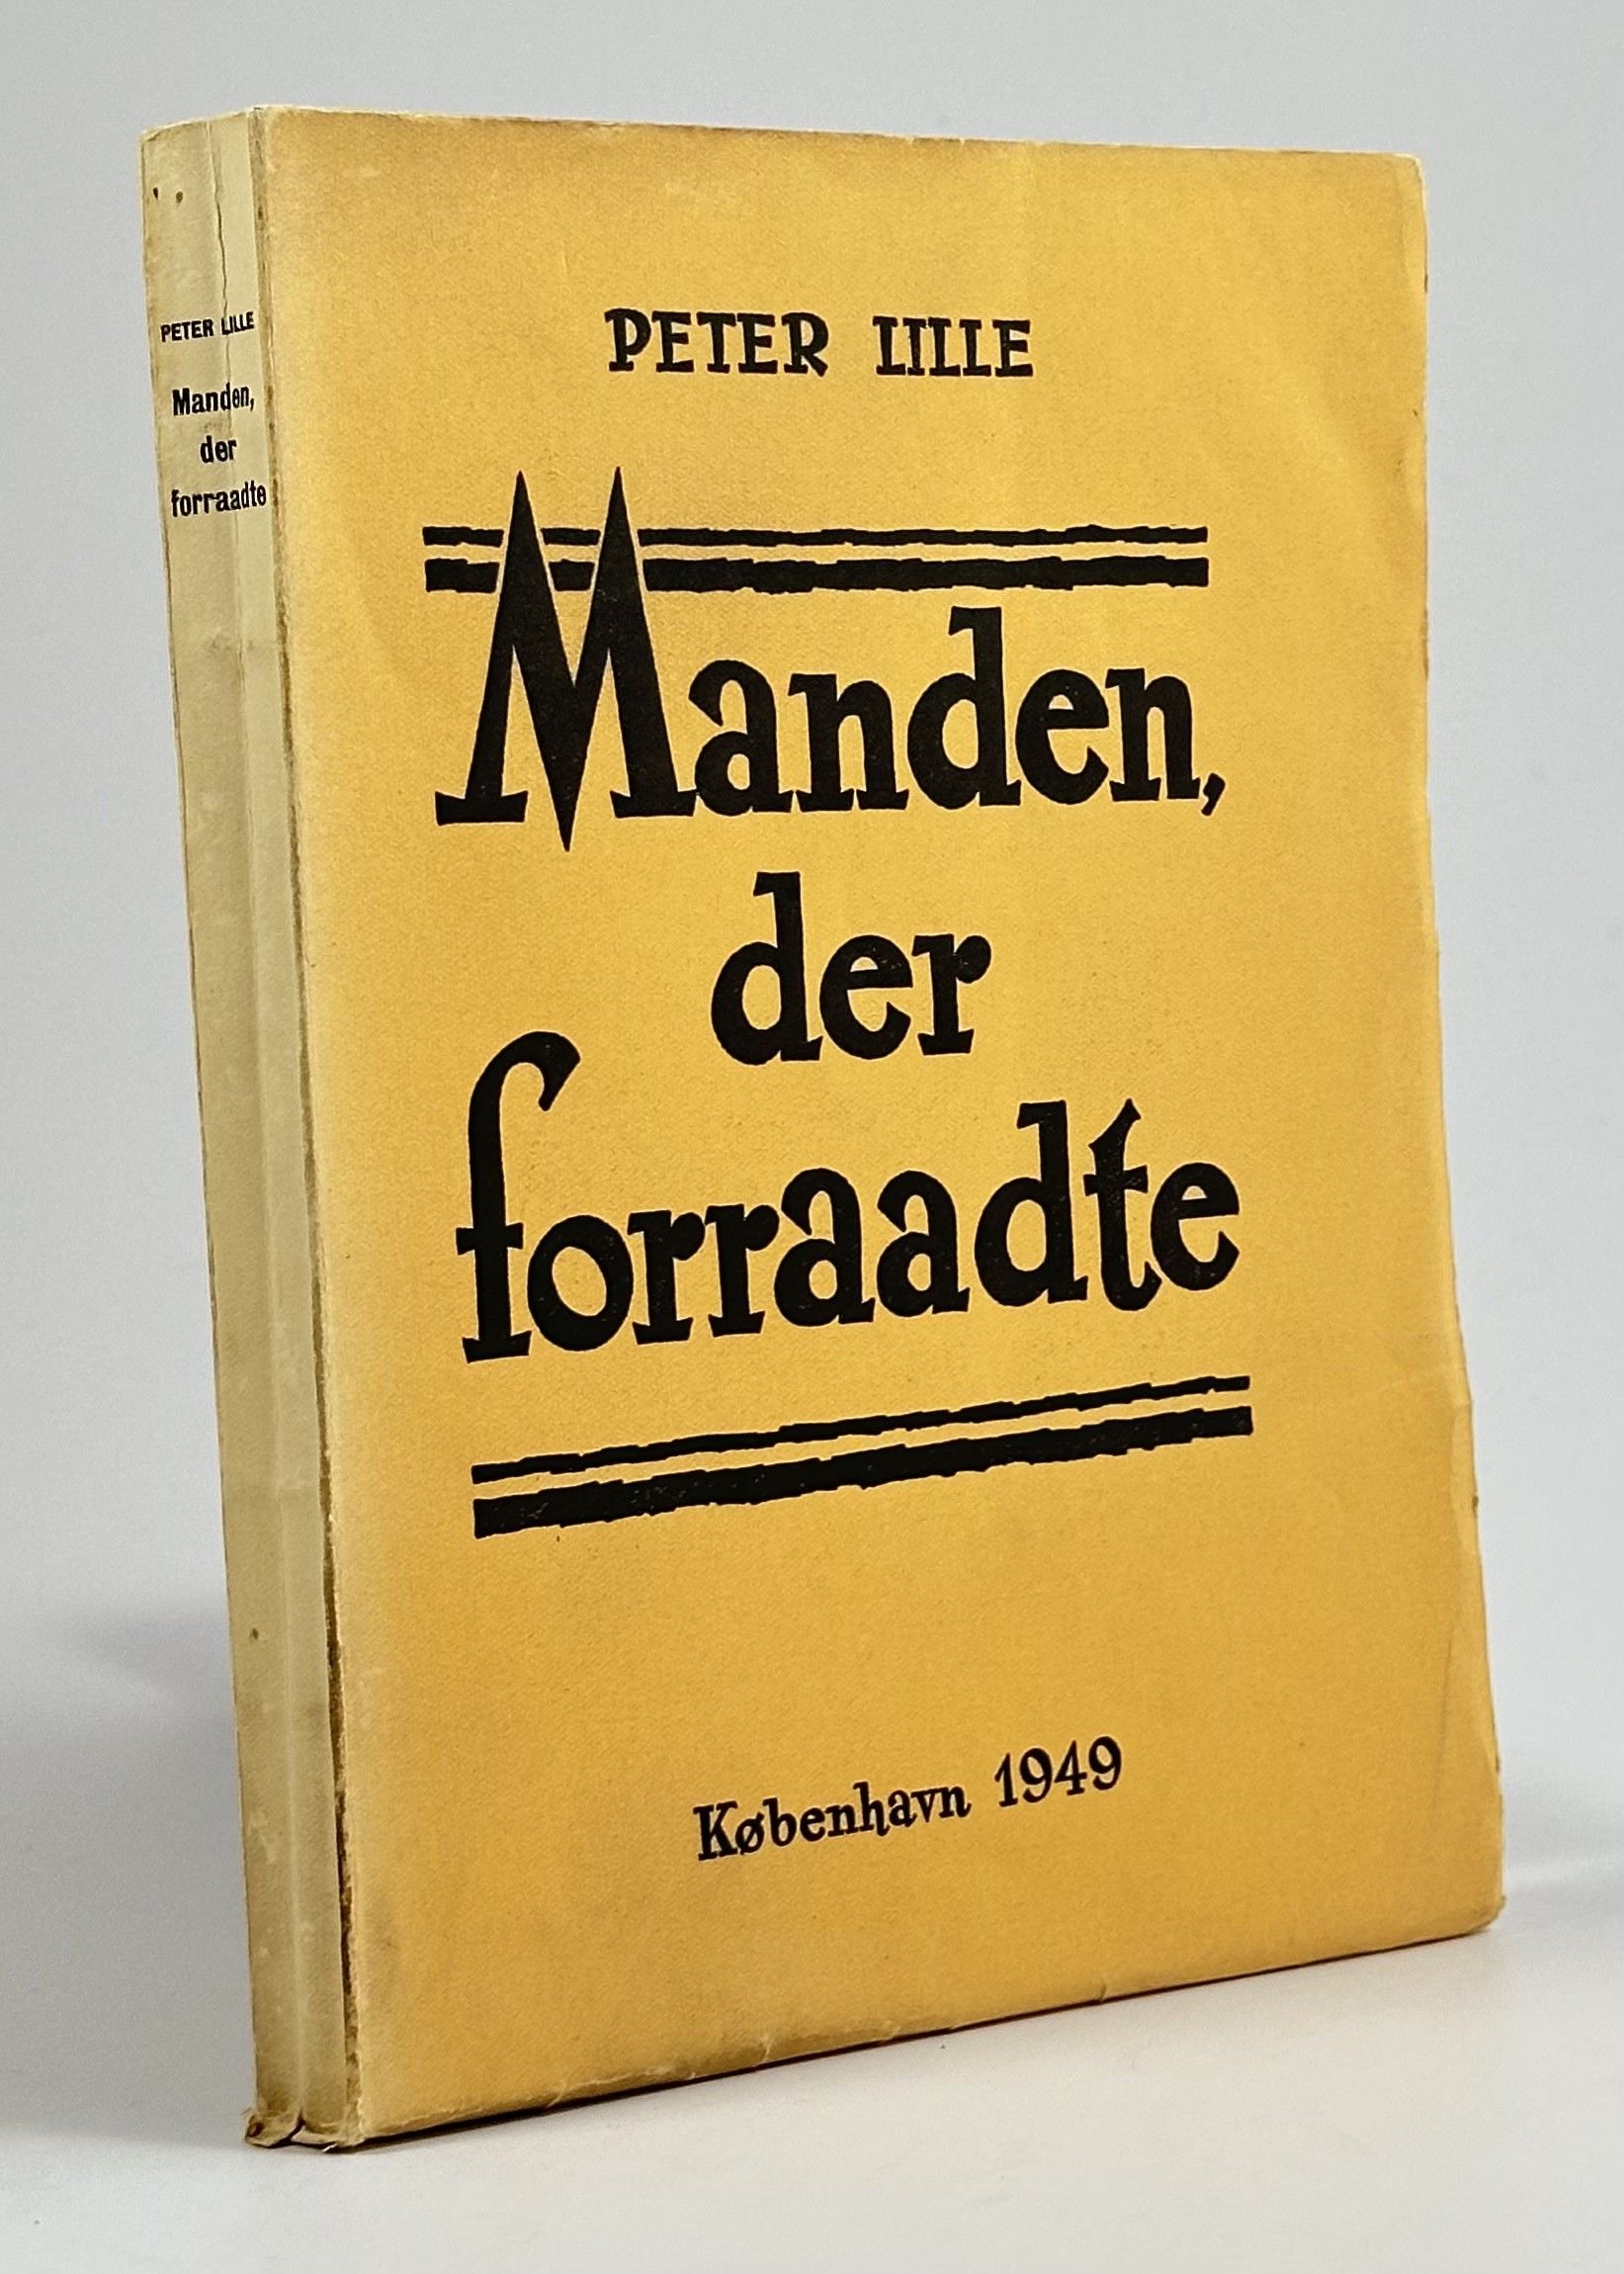 PETER LILLE
Manden,
der
forraadte
PETER LILLE
Manden,
der
forraadte
København 1949